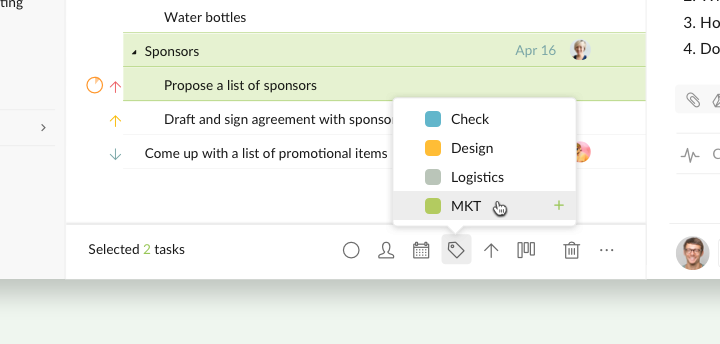 ting
Water bottles
Sponsors
Apr 16
Propose a list of sponsors
Draft and sign agreement with sponso
Come up with a list of promotional items
Check
Design
Logistics
MKT
Selected 2 tasks
3. Ho
4. Do